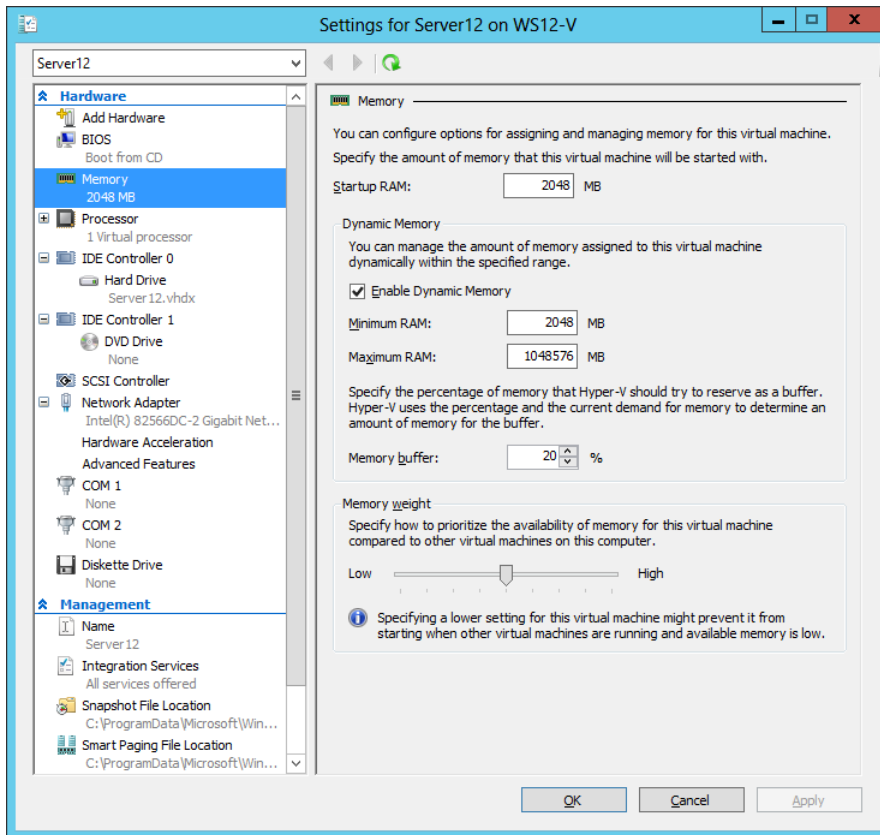 Settings for Server12 on WS12-V
Server12
Hardware
Add Hardware
BIOS
Boot from CD
Memory
2048 MB
Processor
1 Virtual processor
IDE Controller 0
Hard Drive
Server12.vhdx
IDE Controller 1
DVD Drive
None
SCSI Controller
Network Adapter
Intel(R) 82566DC-2 Gigabit Net...
Hardware Acceleration
Advanced Features
COM 1
None
COM 2
None
Diskette Drive
None
Management
Name
Server12
Integration Services
All services offered
Snapshot File Location
C:\ProgramData\Microsoft\Win...
Smart Paging File Location
C:\ProgramData\Microsoft\Win...
Memory
You can configure options for assigning and managing memory for this virtual machine.
Specify the amount of memory that this virtual machine will be started with.
Startup RAM: 2048 MB
Dynamic Memory
You can manage the amount of memory assigned to this virtual machine
dynamically within the specified range.
Enable Dynamic Memory
Minimum RAM: 2048 MB
Maximum RAM: 1048576 MB
Specify the percentage of memory that Hyper-V should try to reserve as a buffer.
Hyper-V uses the percentage and the current demand for memory to determine an
amount of memory for the buffer.
Memory buffer: 20 %
Memory weight
Specify how to prioritize the availability of memory for this virtual machine
compared to other virtual machines on this computer.
Low High
Specifying a lower setting for this virtual machine might prevent it from
starting when other virtual machines are running and available memory is low.
OK Cancel Apply